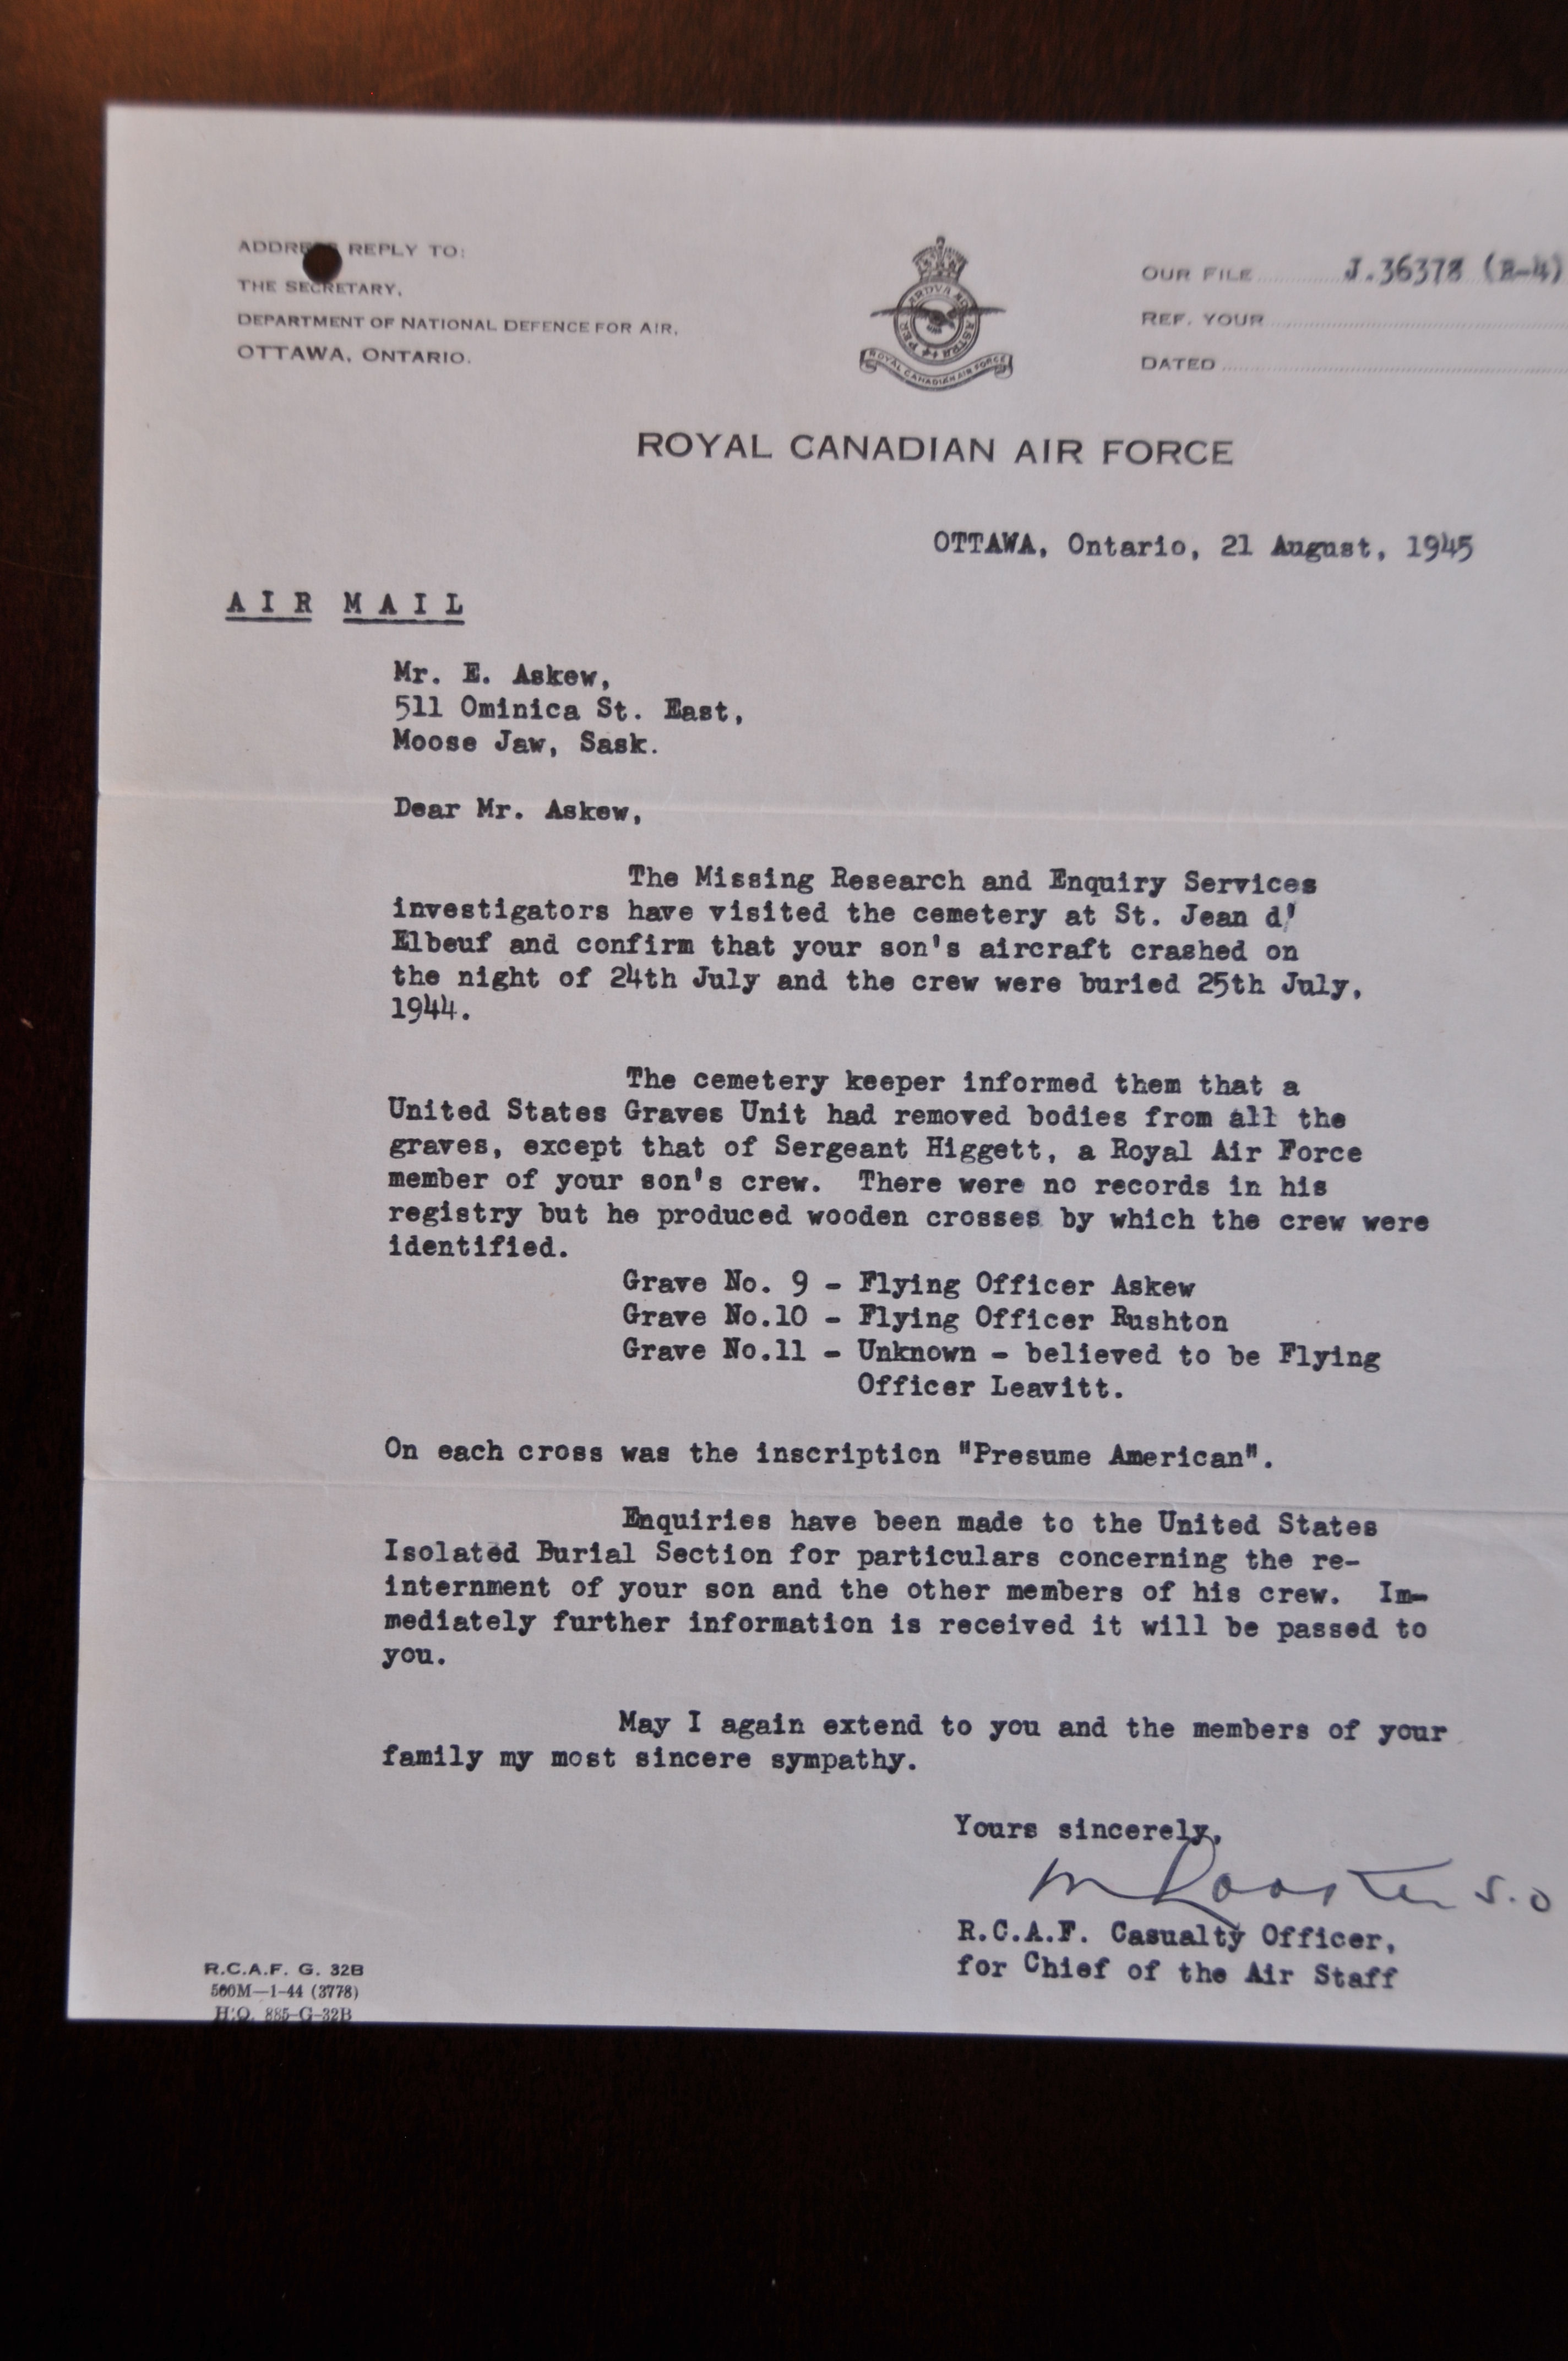 ADDRESS REPLY TO:
THE SECRETARY,
DEPARTMENT OF NATIONAL DEFENCE FOR AIR,
OTTAWA, ONTARIO.
PER ARDVA AD ASTRA
ROYAL CANADIAN AIR FORCE
OUR FILE J.36378 (R-4)
REF. YOUR
DATED
ROYAL CANADIAN AIR FORCE
OTTAWA, Ontario, 21 August, 1945
AIR MAIL
Mr. E. Askew,
511 Ominica St. East,
Moose Jaw, Sask.
Dear Mr. Askew,
The Missing Research and Enquiry Services
investigators have visited the cemetery at St. Jean d'
Elbeuf and confirm that your son's aircraft crashed on
the night of 24th July and the crew were buried 25th July,
1944.
The cemetery keeper informed them that a
United States Graves Unit had removed bodies from all the
graves, except that of Sergeant Higgett, a Royal Air Force
member of your son's crew. There were no records in his
registry but he produced wooden crosses by which the crew were
identified.
Grave No. 9 - Flying Officer Askew
Grave No.10 - Flying Officer Rushton
Grave No.11 - Unknown - believed to be Flying
Officer Leavitt.
On each cross was the inscription "Presume American".
Enquiries have been made to the United States
Isolated Burial Section for particulars concerning the re-
internment of your son and the other members of his crew. Im-
mediately further information is received it will be passed to
you.
May I again extend to you and the members of your
family my most sincere sympathy.
Yours sincerely,
S.O
R.C.A.F. Casualty Officer,
for Chief of the Air Staff
R.C.A.F. G. 32B
500M—1-44 (3778)
H.Q. 885-G-32B